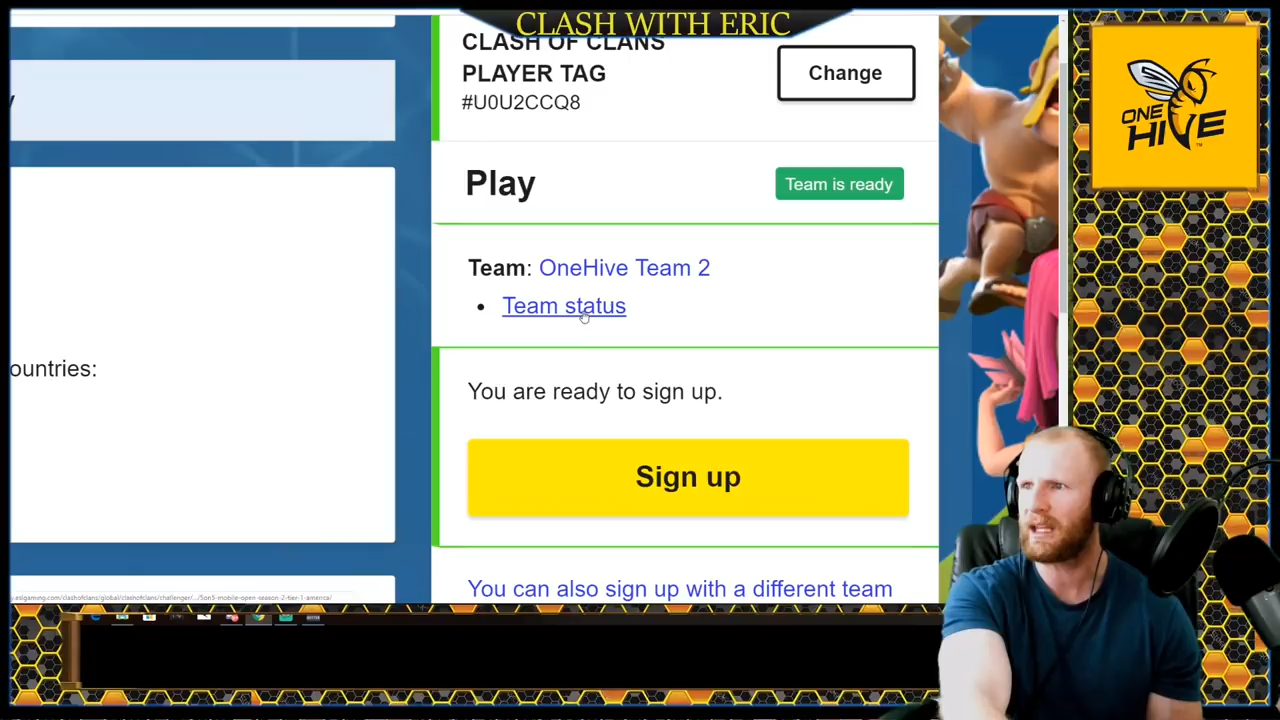 CLASH WITH ERIC
CLASH OF CLANS
PLAYER TAG
#U0U2CCQ8
Change
Play
Team is ready
Team: OneHive Team 2
• Team status
ountries:
You are ready to sign up.
Sign up
You can also sign up with a different team
ONE
HIVE